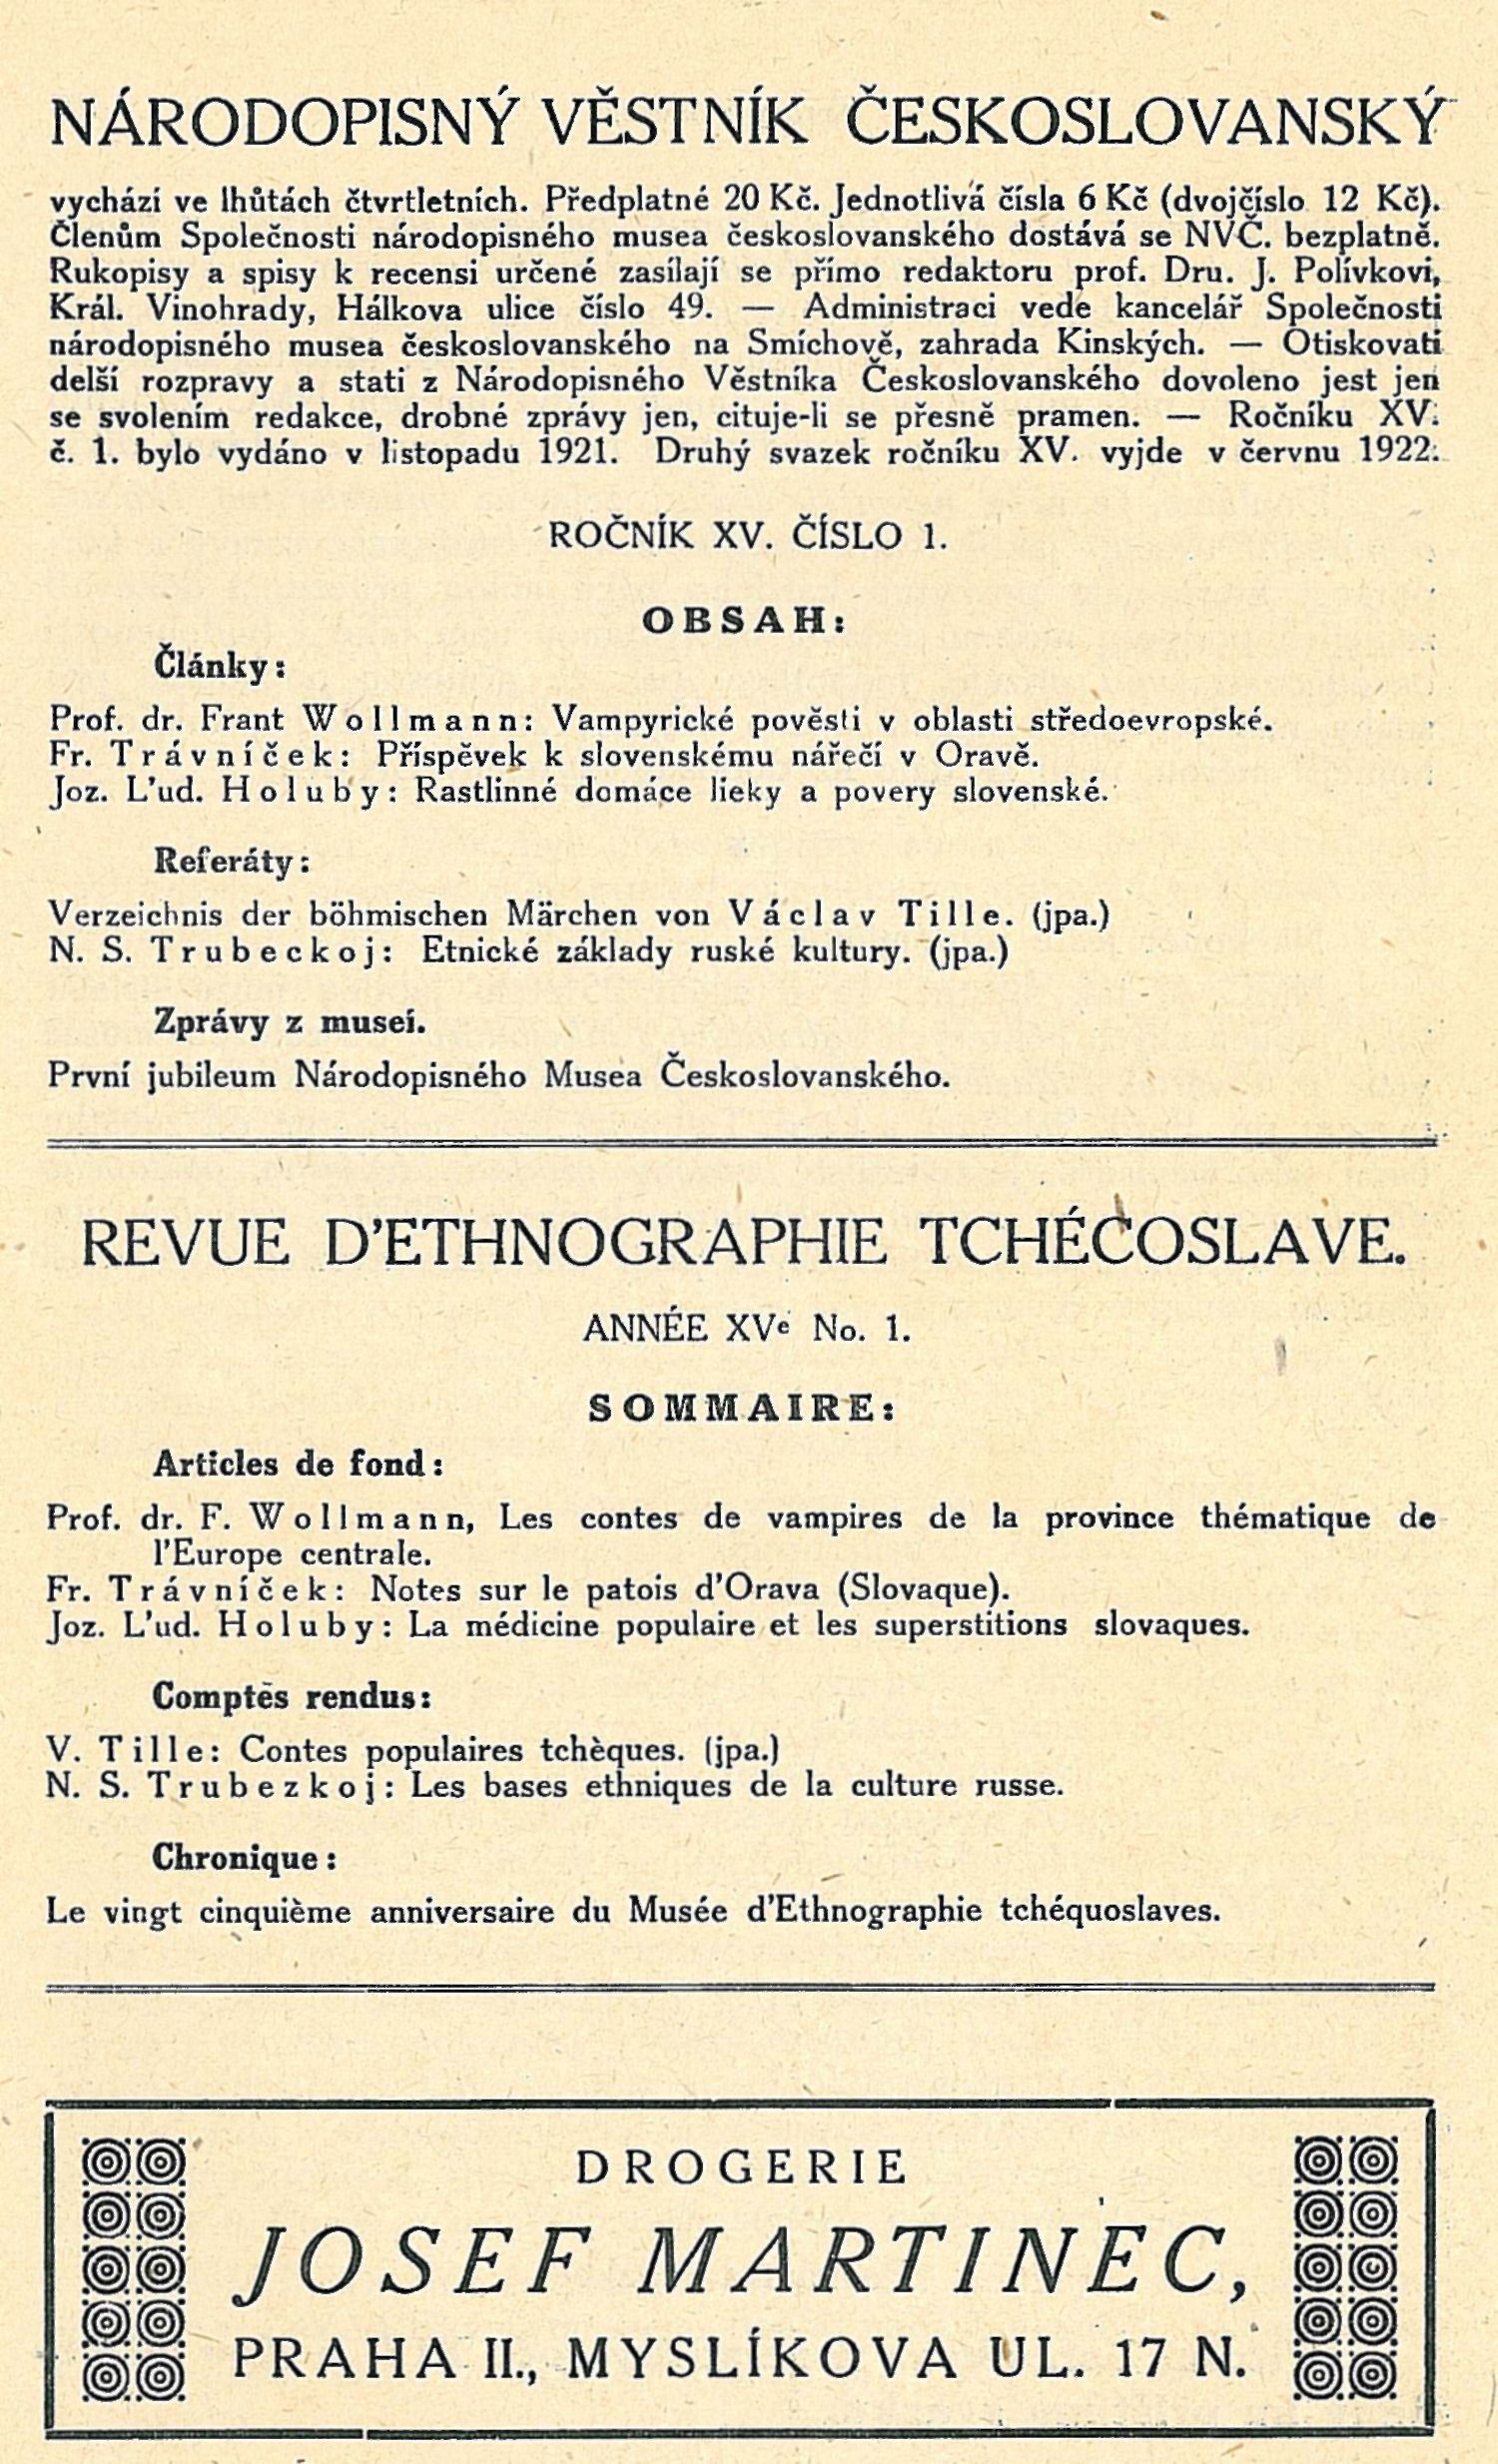 NÁRODOPISNÝ VĚSTNÍK ČESKOSLOVANSKÝ
vychází ve lhůtách čtvrtletních. Předplatné 20 Kč. Jednotlivá čísla 6 Kč (dvojčíslo 12 Kč).
Členům Společnosti národopisného musea českoslovanského dostává se NVČ. bezplatně.
Rukopisy a spisy k recensi určené zasílají se přímo redaktoru prof. Dru. J. Polívkovi,
Král. Vinohrady, Hálkova ulice číslo 49. — Administraci vede kancelář Společnosti
národopisného musea českoslovanského na Smíchově, zahrada Kinských. — Otiskovati
delší rozpravy a stati z Národopisného Věstníka Českoslovanského dovoleno jest jen
se svolením redakce, drobné zprávy jen, cituje-li se přesně pramen. — Ročníku XV.
č. 1. bylo vydáno v listopadu 1921. Druhý svazek ročníku XV. vyjde v červnu 1922.
ROČNÍK XV. ČÍSLO 1.
OBSAH:
Články:
Prof. dr. Frant Wollmann: Vampyrické pověsti v oblasti středoevropské.
Fr. Trávníček: Příspěvek k slovenskému nářečí v Oravě.
Joz. L'ud. Holuby: Rastlinné domáce lieky a povery slovenské.
Referáty:
Verzeichnis der böhmischen Märchen von Václav Tille. (jpa.)
N. S. Trubeckoj: Etnické základy ruské kultury. (jpa.)
Zprávy z museí.
První jubileum Národopisného Musea Českoslovanského.
REVUE D'ETHNOGRAPHIE TCHÉCOSLAVE.
ANNÉE XVe No. 1.
SOMMAIRE:
Articles de fond:
Prof. dr. F. Wollmann, Les contes de vampires de la province thématique de
l'Europe centrale.
Fr. Trávníček: Notes sur le patois d'Orava (Slovaque).
Joz. L'ud. Holuby: La médicine populaire et les superstitions slovaques.
Comptes rendus:
V. Tille: Contes populaires tchèques. (jpa.)
N. S. Trubezkoj: Les bases ethniques de la culture russe.
Chronique:
Le vingt cinquième anniversaire du Musée d'Ethnographie tchéquoslaves.
DROGERIE
JOSEF MARTINEC,
PRAHA II., MYSLÍKOVA UL. 17 N.